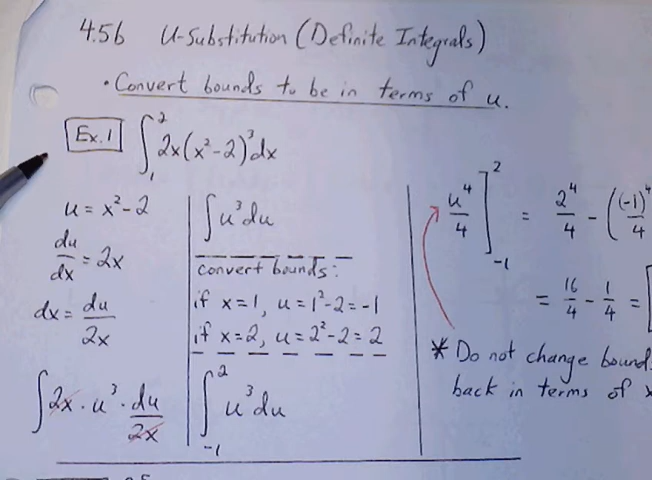 4.5b U-Substitution (Definite Integrals)
• Convert bounds to be in terms of u.
Ex. 1 ∫₁² 2x(x²-2)³dx
u = x²-2
du/dx = 2x
dx = du/2x
∫2x · u³ · du/2x
∫u³du
convert bounds:
if x=1, u=1²-2=-1
if x=2, u=2²-2=2
∫₋₁² u³du
u⁴/4]₋₁² = 2⁴/4 - ((-1)⁴/4
= 16/4 - 1/4 =
* Do not change bounds
back in terms of x